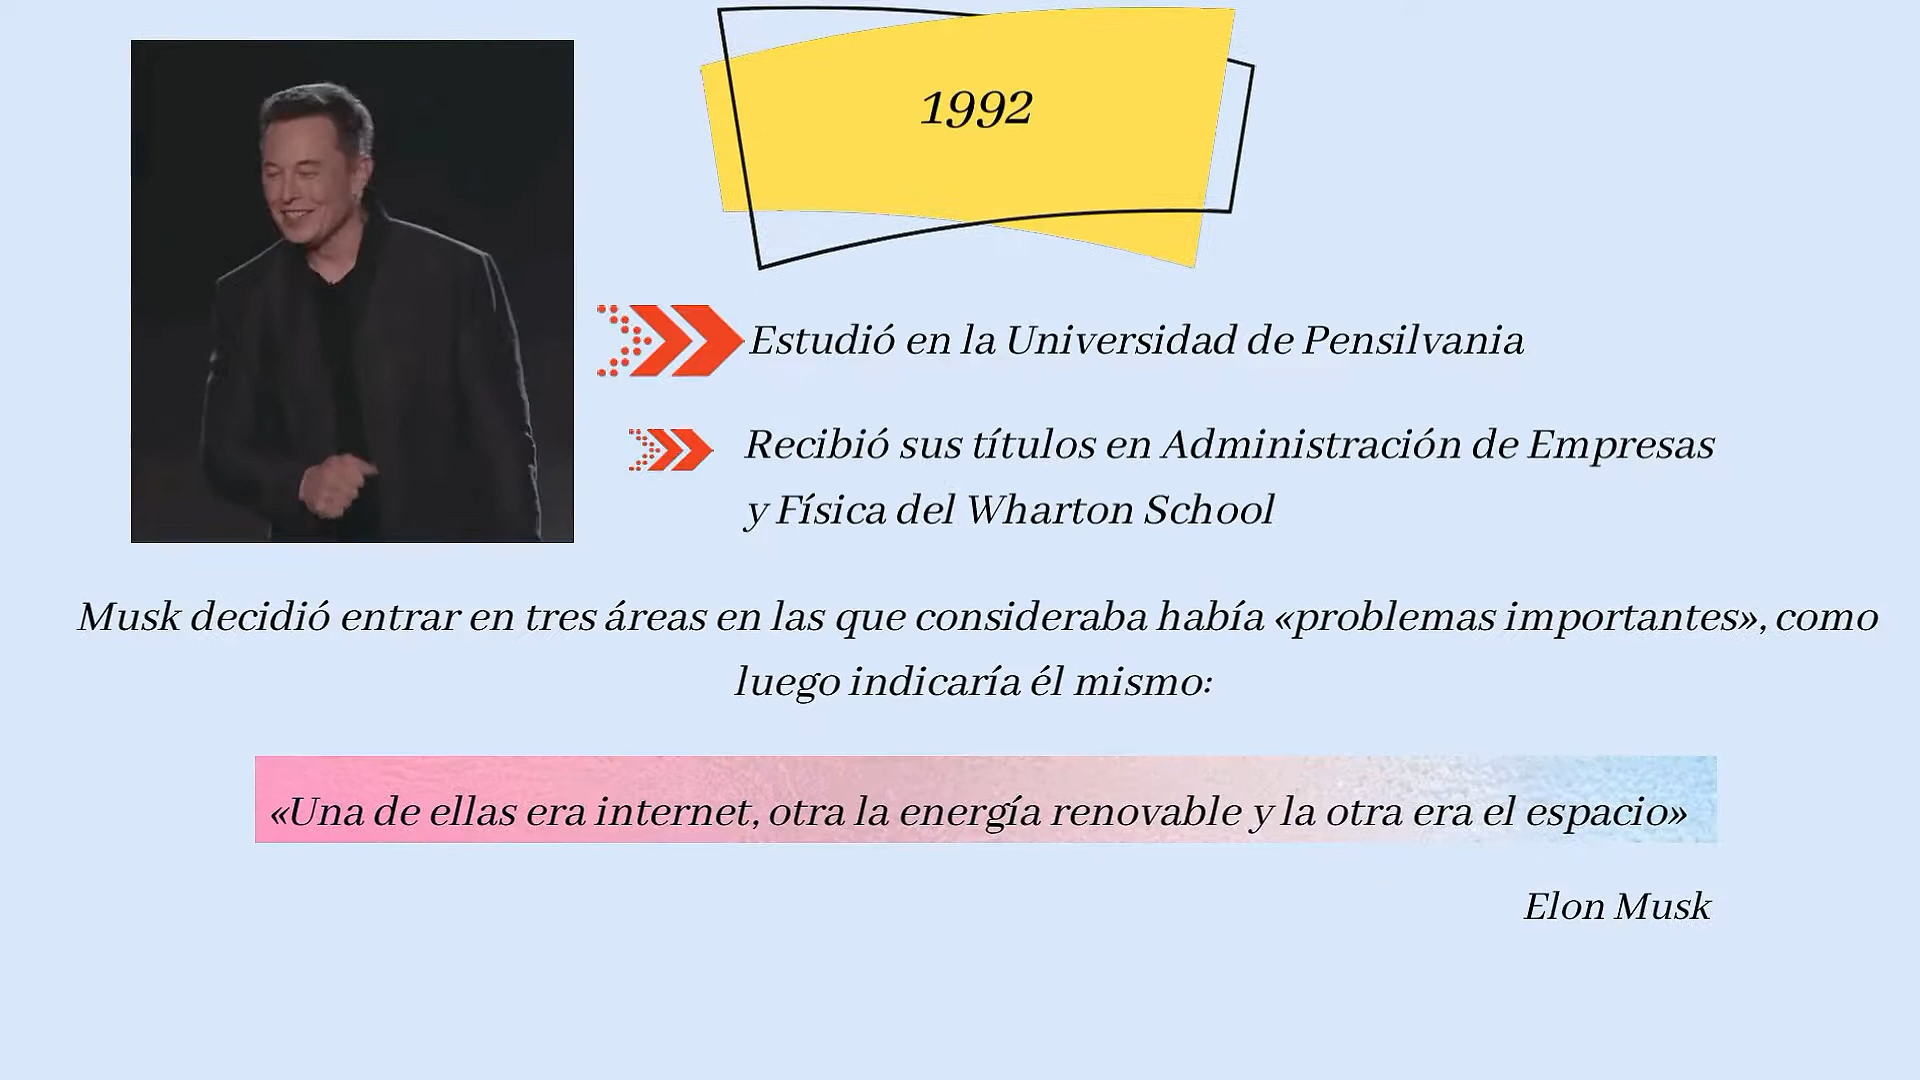 1992
Estudió en la Universidad de Pensilvania
Recibió sus títulos en Administración de Empresas
y Física del Wharton School
Musk decidió entrar en tres áreas en las que consideraba había «problemas importantes», como
luego indicaría él mismo:
«Una de ellas era internet, otra la energía renovable y la otra era el espacio»
Elon Musk